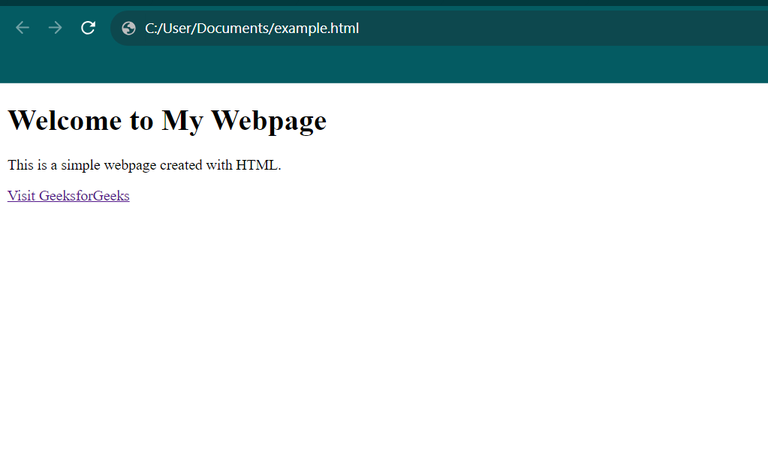 C:/User/Documents/example.html
Welcome to My Webpage
This is a simple webpage created with HTML.
Visit GeeksforGeeks